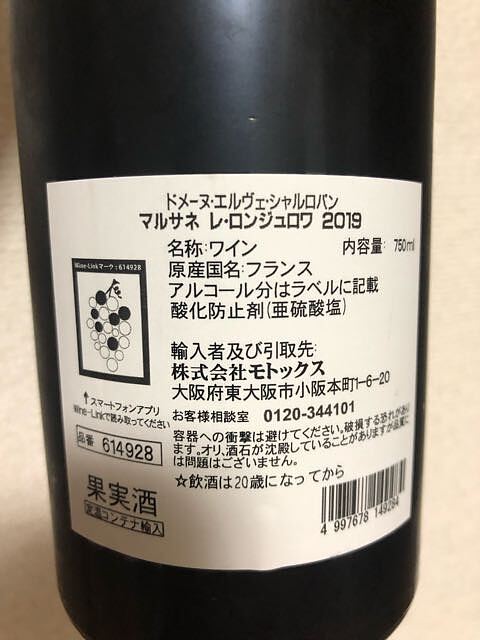 ドメーヌ・エルヴェ・シャルロパン
マルサネ レ・ロンジュロワ 2019
名称:ワイン 内容量: 750ml
原産国名:フランス
アルコール分はラベルに記載
酸化防止剤(亜硫酸塩)
Wine-Linkマーク:614928
輸入者及び引取先:
株式会社モトックス
大阪府東大阪市小阪本町1-6-20
お客様相談室 0120-344101
↑スマートフォンアプリ
Wine-Linkで読み取ってください
品番 614928
容器への衝撃は避けてください。破損する恐れがあり
ます。オリ、酒石が沈殿していることがありますが品質に
は問題はございません。
☆飲酒は20歳になってから
果実酒
定温コンテナ輸入
4 997678 149284